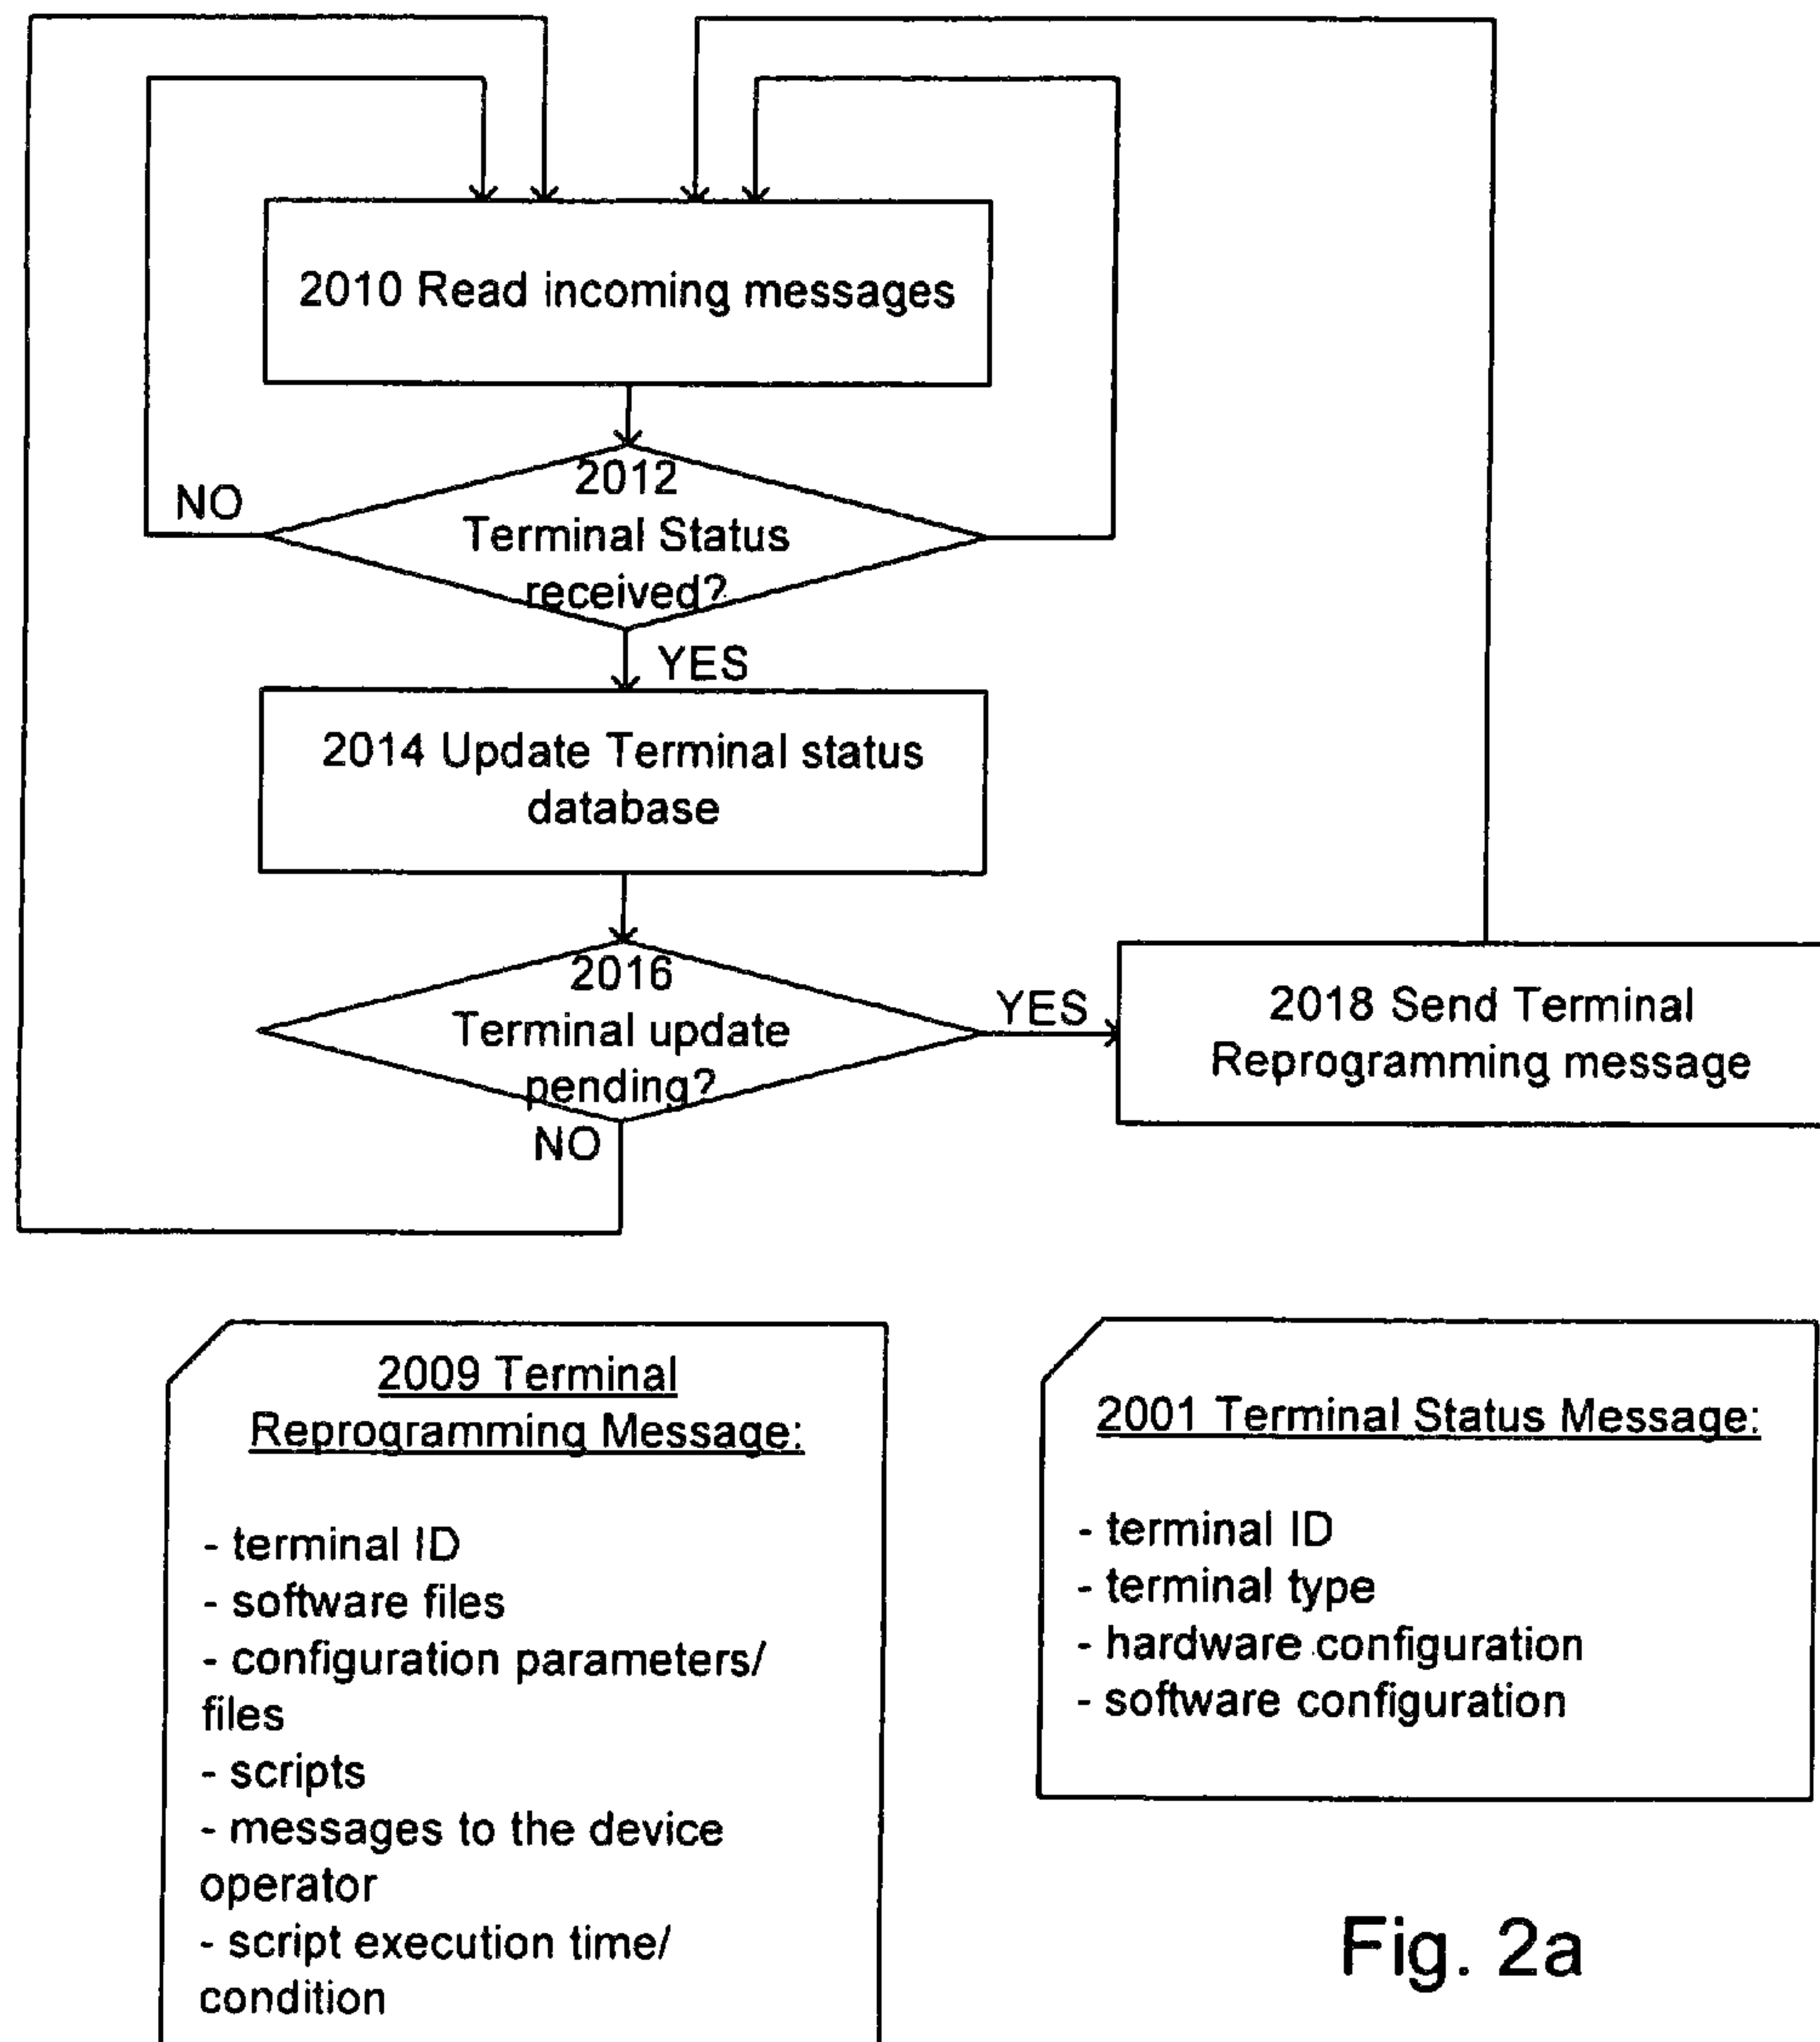 2010 Read incoming messages
2012
Terminal Status
received?
NO
YES
2014 Update Terminal status
database
2016
Terminal update
pending?
YES
NO
2018 Send Terminal
Reprogramming message
2009 Terminal
Reprogramming Message:
- terminal ID
- software files
- configuration parameters/
files
- scripts
- messages to the device
operator
- script execution time/
condition
2001 Terminal Status Message:
- terminal ID
- terminal type
- hardware configuration
- software configuration
Fig. 2a